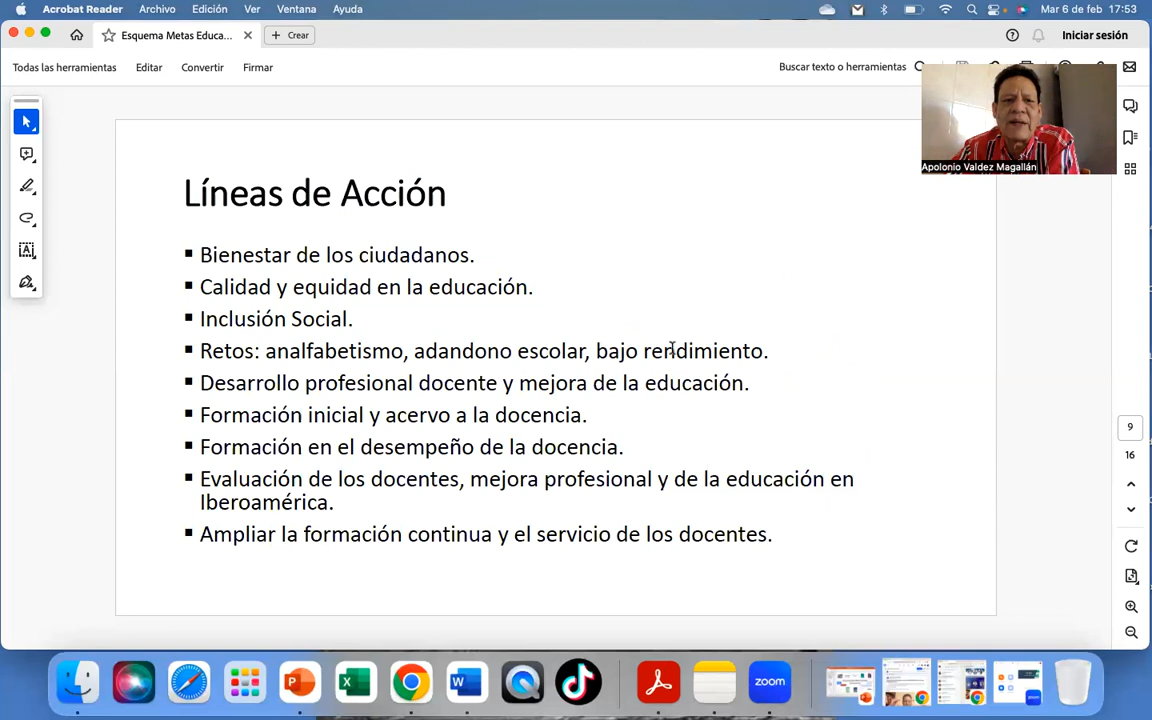 Acrobat Reader Archivo Edición Ver Ventana Ayuda Mar 6 de feb 17:53
Esquema Metas Educa... Crear Iniciar sesión
Todas las herramientas Editar Convertir Firmar Buscar texto o herramientas
Apolonio Valdez Magallán
Líneas de Acción
▪ Bienestar de los ciudadanos.
▪ Calidad y equidad en la educación.
▪ Inclusión Social.
▪ Retos: analfabetismo, adandono escolar, bajo rendimiento.
▪ Desarrollo profesional docente y mejora de la educación.
▪ Formación inicial y acervo a la docencia.
▪ Formación en el desempeño de la docencia.
▪ Evaluación de los docentes, mejora profesional y de la educación en
Iberoamérica.
▪ Ampliar la formación continua y el servicio de los docentes.
9
16
zoom